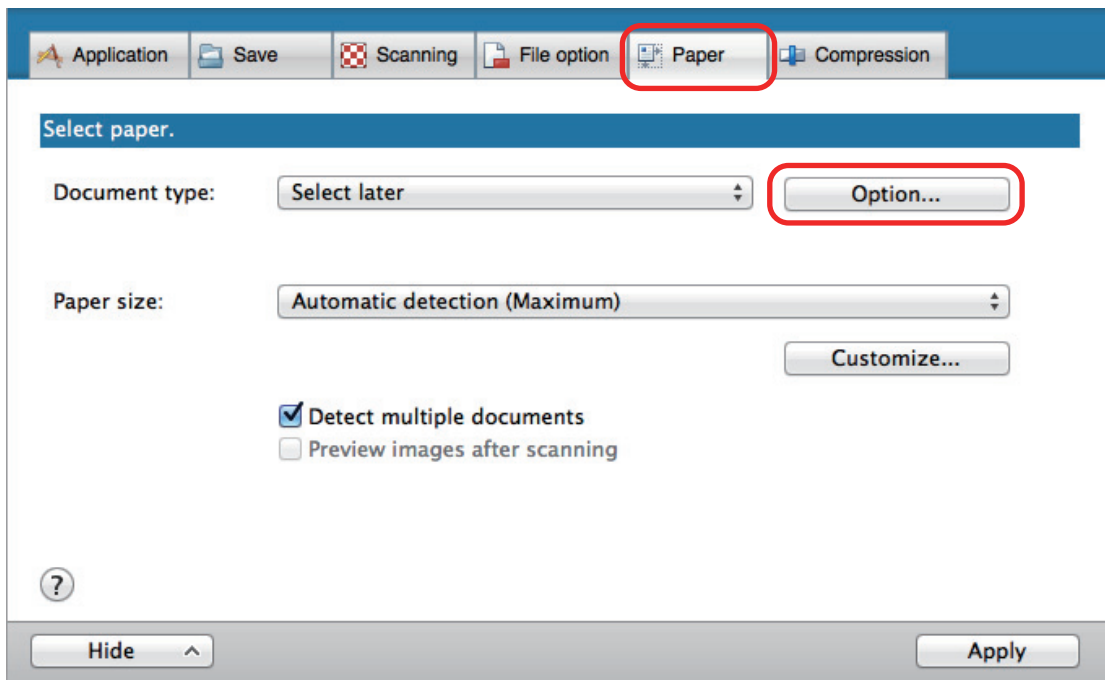 Application Save Scanning File option Paper Compression
Select paper.
Document type: Select later Option...
Paper size: Automatic detection (Maximum)
Customize...
Detect multiple documents
Preview images after scanning
?
Hide Apply